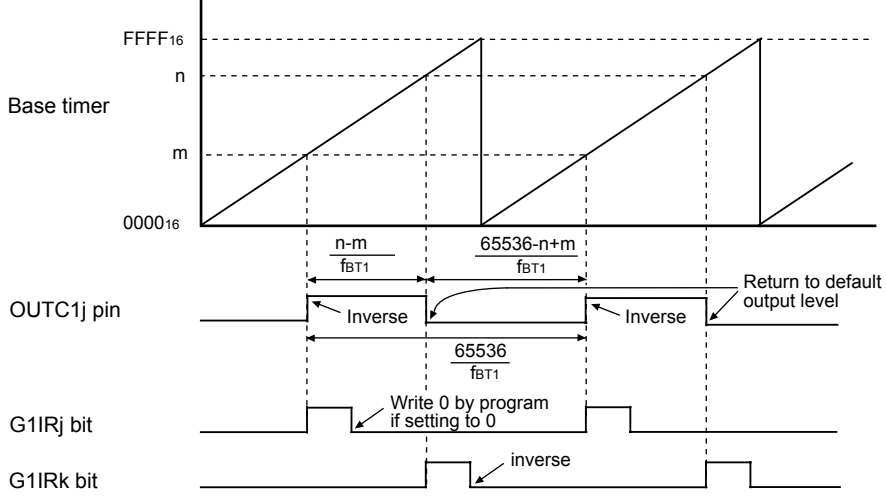 FFFF16
n
Base timer
m
000016
n-m
fBT1
65536-n+m
fBT1
Return to default
output level
OUTC1j pin
Inverse
Inverse
65536
fBT1
Write 0 by program
if setting to 0
G1IRj bit
inverse
G1IRk bit